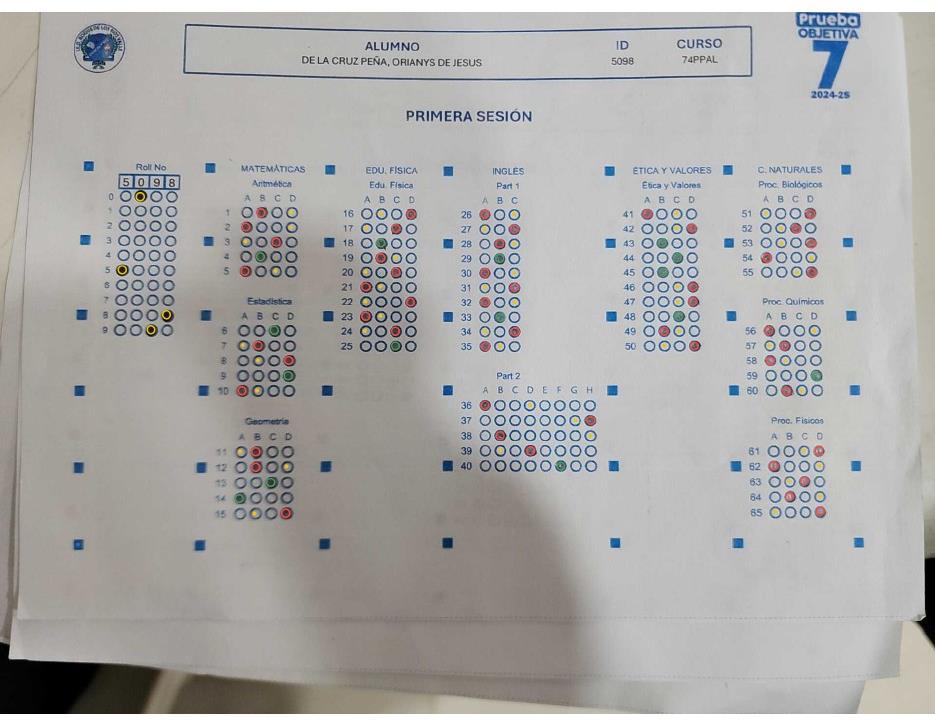 Prueba
OBJETIVA
7
2024-25
ALUMNO ID CURSO
DE LA CRUZ PEÑA, ORIANYS DE JESUS 5098 74PPAL
PRIMERA SESIÓN
Roll No
5 0 9 8
0
1
2
3
4
5
6
7
8
9
MATEMÁTICAS
Aritmética
A B C D
1
2
3
4
5
Estadística
A B C D
6
7
8
9
10
Geometría
A B C D
11
12
13
14
15
EDU. FÍSICA
Edu. Física
A B C D
16
17
18
19
20
21
22
23
24
25
INGLÉS
Part 1
A B C
26
27
28
29
30
31
32
33
34
35
Part 2
A B C D E F G H
36
37
38
39
40
ÉTICA Y VALORES
Ética y Valores
A B C D
41
42
43
44
45
46
47
48
49
50
C. NATURALES
Proc. Biológicos
A B C D
51
52
53
54
55
Proc. Químicos
A B C D
56
57
58
59
60
Proc. Físicos
A B C D
61
62
63
64
65